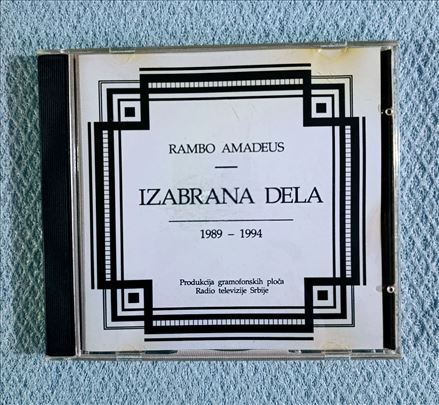 RAMBO AMADEUS
IZABRANA DELA
1989 - 1994
Produkcija gramofonskih ploča
Radio televizije Srbije